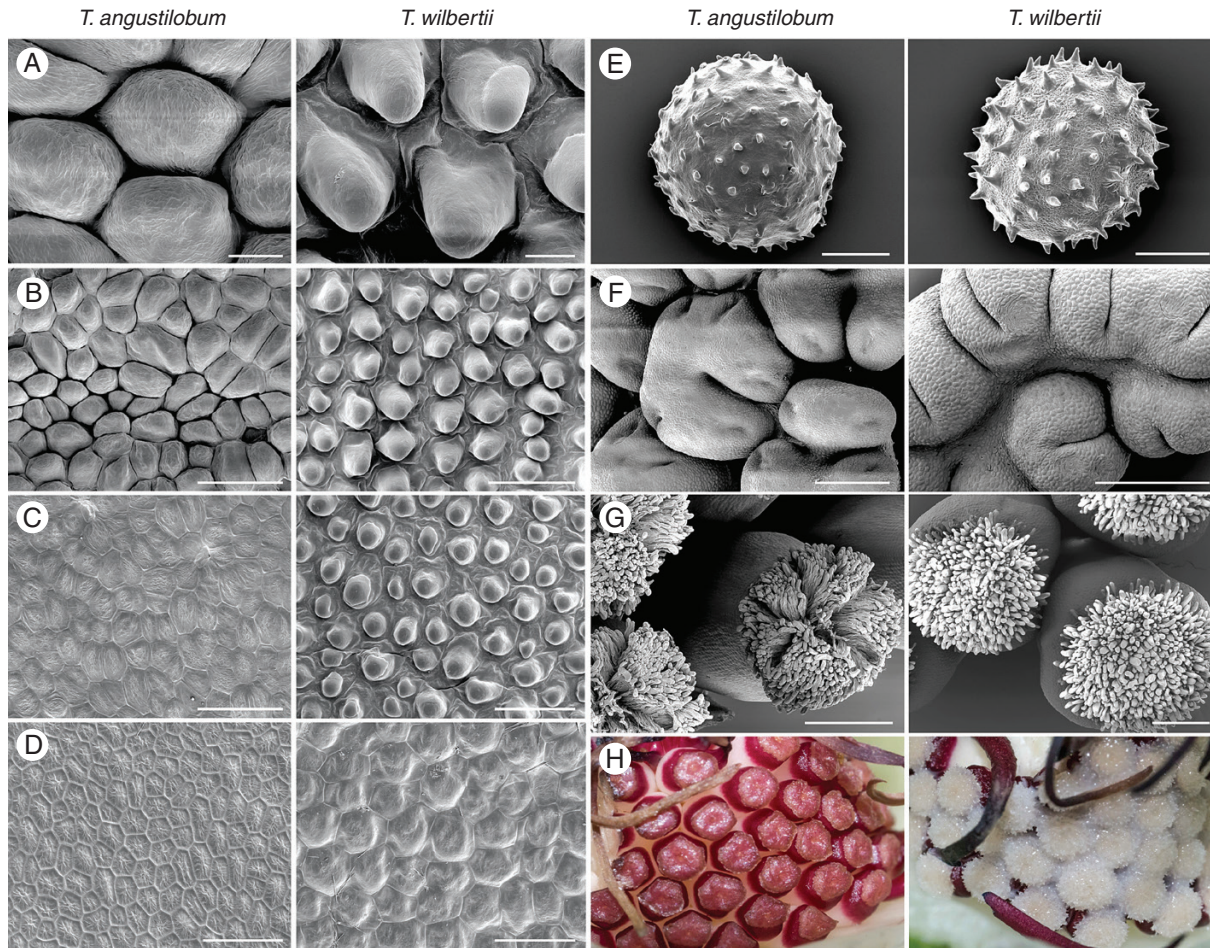 T. angustilobum T. wilbertii T. angustilobum T. wilbertii
A E
B F
C G
D H